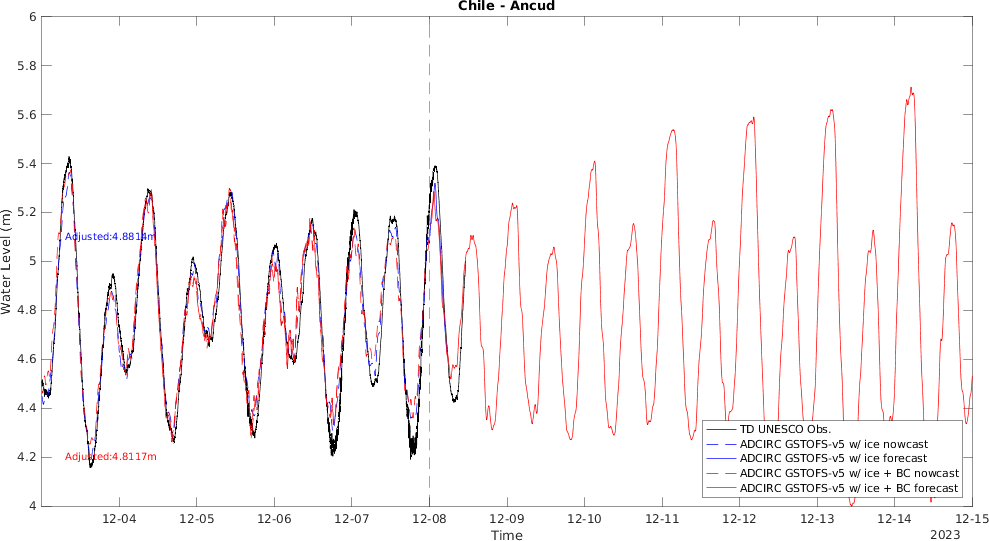 Chile - Ancud
6
5.8
5.6
5.4
5.2
5
4.8
4.6
4.4
4.2
4
Water Level (m)
Adjusted:4.8814m
Adjusted:4.8117m
TD UNESCO Obs.
ADCIRC GSTOFS-v5 w/ ice nowcast
ADCIRC GSTOFS-v5 w/ ice forecast
ADCIRC GSTOFS-v5 w/ ice + BC nowcast
ADCIRC GSTOFS-v5 w/ ice + BC forecast
12-04 12-05 12-06 12-07 12-08 12-09 12-10 12-11 12-12 12-13 12-14 12-15
Time
2023